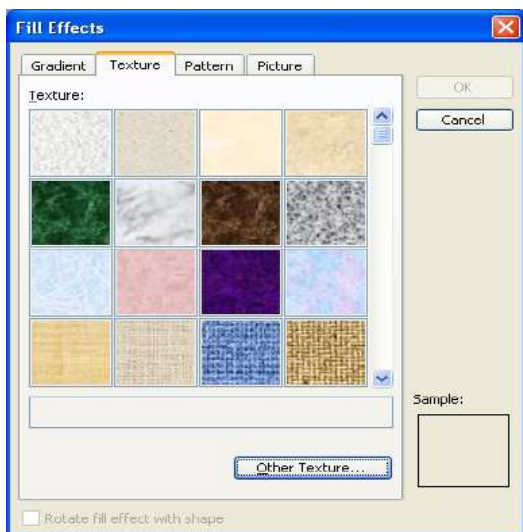 Fill Effects
Gradient Texture Pattern Picture
Texture:
OK
Cancel
Sample:
Other Texture...
Rotate fill effect with shape